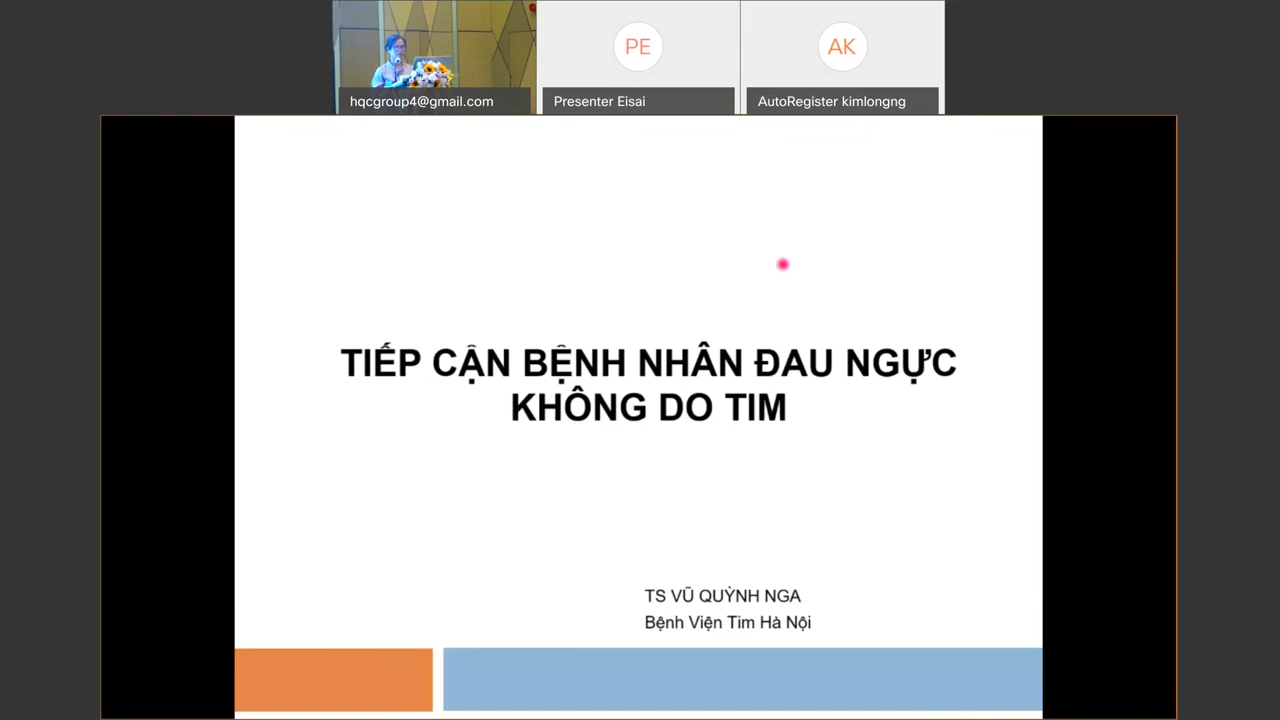 PE
AK
hqcgroup4@gmail.com
Presenter Eisai
AutoRegister kimlongng
TIẾP CẬN BỆNH NHÂN ĐAU NGỰC
KHÔNG DO TIM
TS VŨ QUỲNH NGA
Bệnh Viện Tim Hà Nội